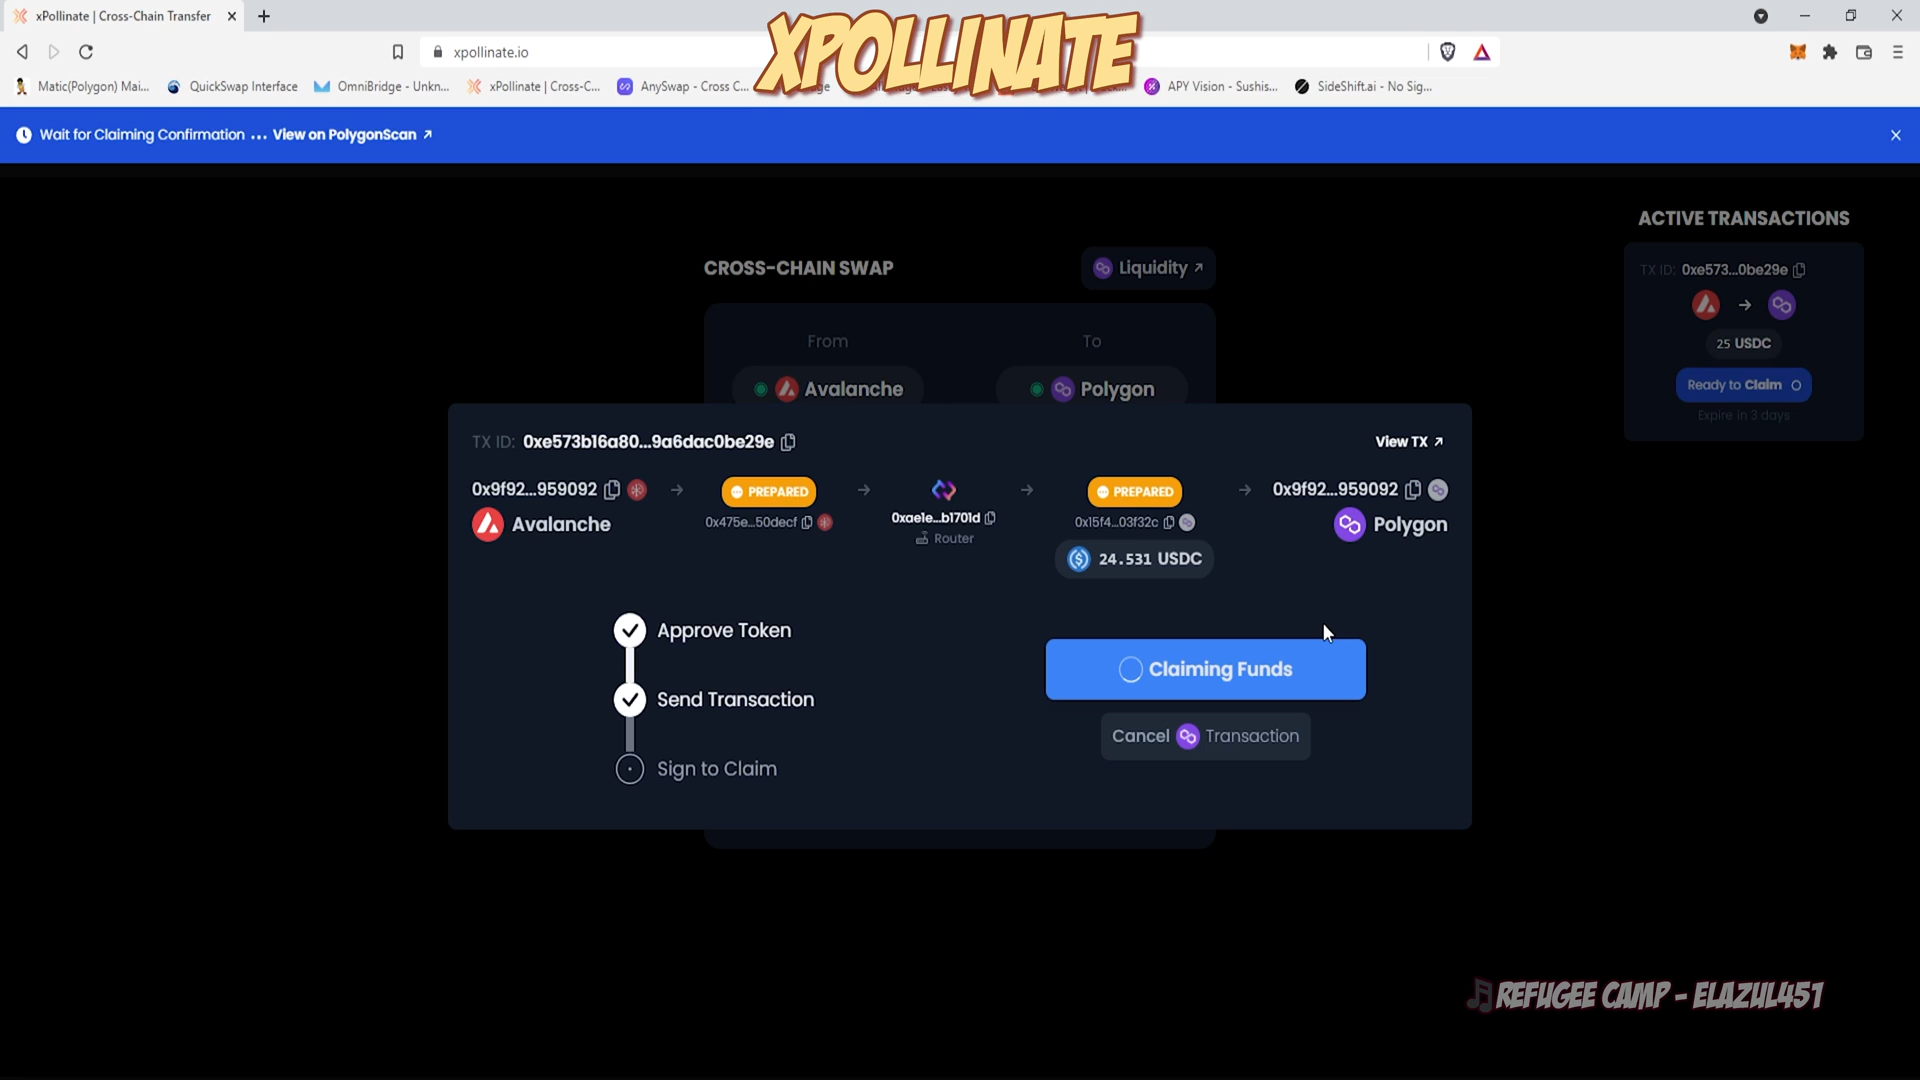 xPollinate | Cross-Chain Transfer
XPOLLINATE
xpollinate.io
Matic(Polygon) Mai...
QuickSwap Interface
OmniBridge - Unkn...
xPollinate | Cross-C...
AnySwap - Cross C...
APY Vision - Sushis...
SideShift.ai - No Sig...
Wait for Claiming Confirmation ... View on PolygonScan
ACTIVE TRANSACTIONS
TX ID: 0xe573...0be29e
25 USDC
Ready to Claim
Expire in 3 days
CROSS-CHAIN SWAP
Liquidity
From
To
Avalanche
Polygon
TX ID: 0xe573b16a80...9a6dac0be29e
View TX
0x9f92...959092
Avalanche
PREPARED
0x475e...50decf
0xae1e...b1701d
Router
PREPARED
0x15f4...03f32c
24.531 USDC
0x9f92...959092
Polygon
Approve Token
Send Transaction
Sign to Claim
Claiming Funds
Cancel Transaction
REFUGEE CAMP - ELAZUL451